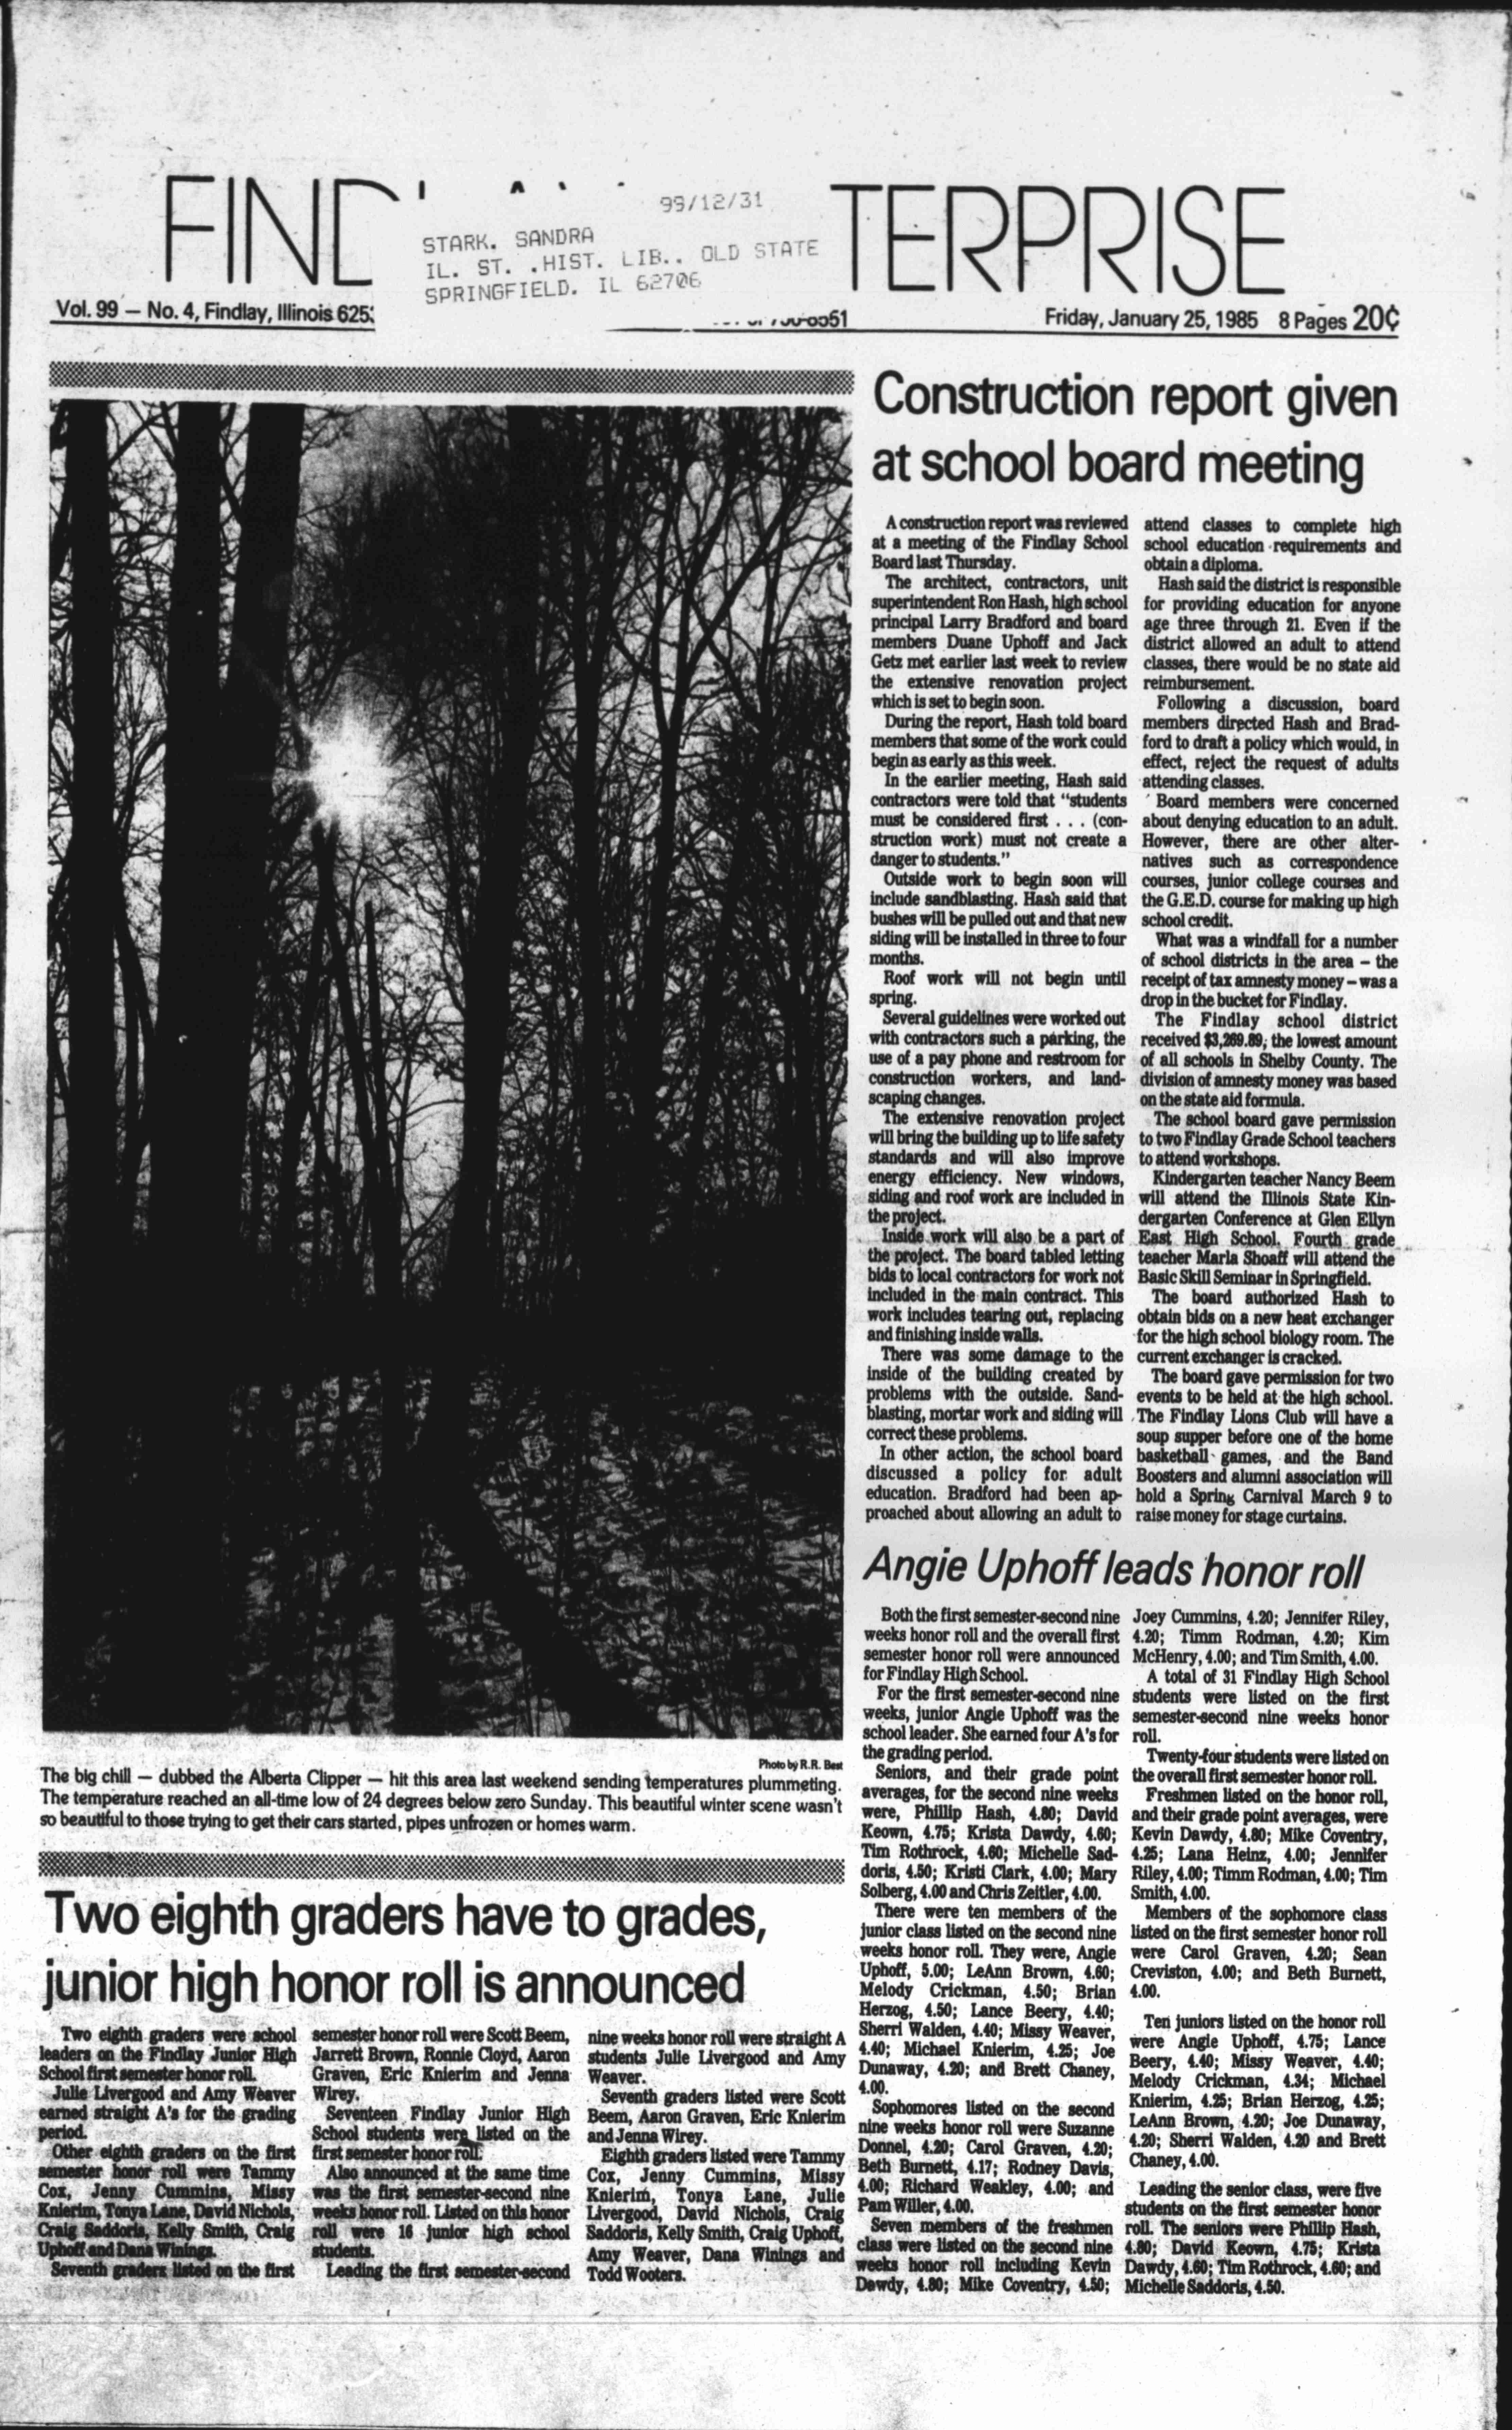 FIND
TERPRISE
99/12/31
STARK. SANDRA
IL. ST. .HIST. LIB.. OLD STATE
SPRINGFIELD. IL 62706
Vol. 99 — No. 4, Findlay, Illinois
Friday, January 25, 1985 8 Pages 20¢
Photo by R.R. Best
The big chill — dubbed the Alberta Clipper — hit this area last weekend sending temperatures plummeting.
The temperature reached an all-time low of 24 degrees below zero Sunday. This beautiful winter scene wasn't
so beautiful to those trying to get their cars started, pipes unfrozen or homes warm.
Construction report given
at school board meeting
A construction report was reviewed
at a meeting of the Findlay School
Board last Thursday.
The architect, contractors, unit
superintendent Ron Hash, high school
principal Larry Bradford and board
members Duane Uphoff and Jack
Getz met earlier last week to review
the extensive renovation project
which is set to begin soon.
During the report, Hash told board
members that some of the work could
begin as early as this week.
In the earlier meeting, Hash said
contractors were told that "students
must be considered first . . . (con-
struction work) must not create a
danger to students."
Outside work to begin soon will
include sandblasting. Hash said that
bushes will be pulled out and that new
siding will be installed in three to four
months.
Roof work will not begin until
spring.
Several guidelines were worked out
with contractors such a parking, the
use of a pay phone and restroom for
construction workers, and land-
scaping changes.
The extensive renovation project
will bring the building up to life safety
standards and will also improve
energy efficiency. New windows,
siding and roof work are included in
the project.
Inside work will also be a part of
the project. The board tabled letting
bids to local contractors for work not
included in the main contract. This
work includes tearing out, replacing
and finishing inside walls.
There was some damage to the
inside of the building created by
problems with the outside. Sand-
blasting, mortar work and siding will
correct these problems.
In other action, the school board
discussed a policy for adult
education. Bradford had been ap-
proached about allowing an adult to
attend classes to complete high
school education requirements and
obtain a diploma.
Hash said the district is responsible
for providing education for anyone
age three through 21. Even if the
district allowed an adult to attend
classes, there would be no state aid
reimbursement.
Following a discussion, board
members directed Hash and Brad-
ford to draft a policy which would, in
effect, reject the request of adults
attending classes.
Board members were concerned
about denying education to an adult.
However, there are other alter-
natives such as correspondence
courses, junior college courses and
the G.E.D. course for making up high
school credit.
What was a windfall for a number
of school districts in the area – the
receipt of tax amnesty money – was a
drop in the bucket for Findlay.
The Findlay school district
received $3,269.89, the lowest amount
of all schools in Shelby County. The
division of amnesty money was based
on the state aid formula.
The school board gave permission
to two Findlay Grade School teachers
to attend workshops.
Kindergarten teacher Nancy Beem
will attend the Illinois State Kin-
dergarten Conference at Glen Ellyn
East High School. Fourth grade
teacher Marla Shoaff will attend the
Basic Skill Seminar in Springfield.
The board authorized Hash to
obtain bids on a new heat exchanger
for the high school biology room. The
current exchanger is cracked.
The board gave permission for two
events to be held at the high school.
The Findlay Lions Club will have a
soup supper before one of the home
basketball games, and the Band
Boosters and alumni association will
hold a Spring Carnival March 9 to
raise money for stage curtains.
Angie Uphoff leads honor roll
Both the first semester-second nine
weeks honor roll and the overall first
semester honor roll were announced
for Findlay High School.
For the first semester-second nine
weeks, junior Angie Uphoff was the
school leader. She earned four A's for
the grading period.
Seniors, and their grade point
averages, for the second nine weeks
were, Phillip Hash, 4.80; David
Keown, 4.75; Krista Dawdy, 4.60;
Tim Rothrock, 4.60; Michelle Sad-
doris, 4.50; Kristi Clark, 4.00; Mary
Solberg, 4.00 and Chris Zeitler, 4.00.
There were ten members of the
junior class listed on the second nine
weeks honor roll. They were, Angie
Uphoff, 5.00; LeAnn Brown, 4.60;
Melody Crickman, 4.50; Brian
Herzog, 4.50; Lance Beery, 4.40;
Sherri Walden, 4.40; Missy Weaver,
4.40; Michael Knierim, 4.25; Joe
Dunaway, 4.20; and Brett Chaney,
4.00.
Sophomores listed on the second
nine weeks honor roll were Suzanne
Donnel, 4.20; Carol Graven, 4.20;
Beth Burnett, 4.17; Rodney Davis,
4.00; Richard Weakley, 4.00; and
Pam Willer, 4.00.
Seven members of the freshmen
class were listed on the second nine
weeks honor roll including Kevin
Dawdy, 4.80; Mike Coventry, 4.50;
Joey Cummins, 4.20; Jennifer Riley,
4.20; Timm Rodman, 4.20; Kim
McHenry, 4.00; and Tim Smith, 4.00.
A total of 31 Findlay High School
students were listed on the first
semester-second nine weeks honor
roll.
Twenty-four students were listed on
the overall first semester honor roll.
Freshmen listed on the honor roll,
and their grade point averages, were
Kevin Dawdy, 4.80; Mike Coventry,
4.25; Lana Heinz, 4.00; Jennifer
Riley, 4.00; Timm Rodman, 4.00; Tim
Smith, 4.00.
Members of the sophomore class
listed on the first semester honor roll
were Carol Graven, 4.20; Sean
Creviston, 4.00; and Beth Burnett,
4.00.
Ten juniors listed on the honor roll
were Angie Uphoff, 4.75; Lance
Beery, 4.40; Missy Weaver, 4.40;
Melody Crickman, 4.34; Michael
Knierim, 4.25; Brian Herzog, 4.25;
LeAnn Brown, 4.20; Joe Dunaway,
4.20; Sherri Walden, 4.20 and Brett
Chaney, 4.00.
Leading the senior class, were five
students on the first semester honor
roll. The seniors were Phillip Hash,
4.80; David Keown, 4.75; Krista
Dawdy, 4.60; Tim Rothrock, 4.60; and
Michelle Saddoris, 4.50.
Two eighth graders have to grades,
junior high honor roll is announced
Two eighth graders were school
leaders on the Findlay Junior High
School first semester honor roll.
Julie Livergood and Amy Weaver
earned straight A's for the grading
period.
Other eighth graders on the first
semester honor roll were Tammy
Cox, Jenny Cummins, Missy
Knierim, Tonya Lane, David Nichols,
Craig Saddoris, Kelly Smith, Craig
Uphoff and Dana Winings.
Seventh graders listed on the first
semester honor roll were Scott Beem,
Jarrett Brown, Ronnie Cloyd, Aaron
Graven, Eric Knierim and Jenna
Wirey.
Seventeen Findlay Junior High
School students were listed on the
first semester honor roll.
Also announced at the same time
was the first semester-second nine
weeks honor roll. Listed on this honor
roll were 16 junior high school
students.
Leading the first semester-second
nine weeks honor roll were straight A
students Julie Livergood and Amy
Weaver.
Seventh graders listed were Scott
Beem, Aaron Graven, Eric Knierim
and Jenna Wirey.
Eighth graders listed were Tammy
Cox, Jenny Cummins, Missy
Knierim, Tonya Lane, Julie
Livergood, David Nichols, Craig
Saddoris, Kelly Smith, Craig Uphoff,
Amy Weaver, Dana Winings and
Todd Wooters.